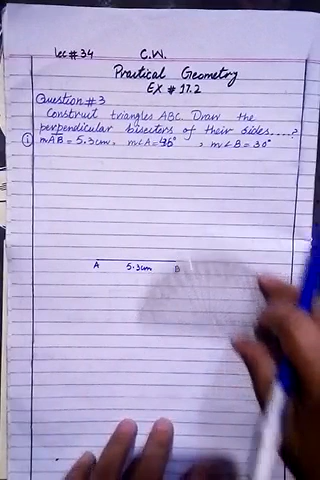 Lec # 34 C.W.
Practical Geometry
EX # 17.2
Question # 3
Construct triangles ABC. Draw the
perpendicular bisectors of their sides.....?
i mAB = 5.3cm, m∠A = 45° , m∠B = 30°
A 5.3cm B